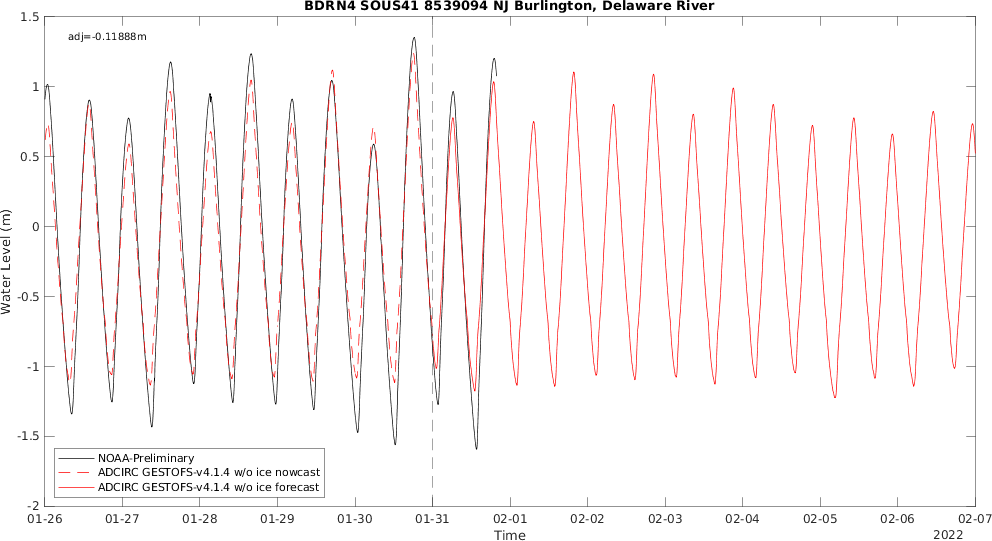 BDRN4 SOUS41 8539094 NJ Burlington, Delaware River
adj=-0.11888m
1.5
1
0.5
0
-0.5
-1
-1.5
-2
Water Level (m)
NOAA-Preliminary
ADCIRC GESTOFS-v4.1.4 w/o ice nowcast
ADCIRC GESTOFS-v4.1.4 w/o ice forecast
01-26 01-27 01-28 01-29 01-30 01-31 02-01 02-02 02-03 02-04 02-05 02-06 02-07
Time
2022